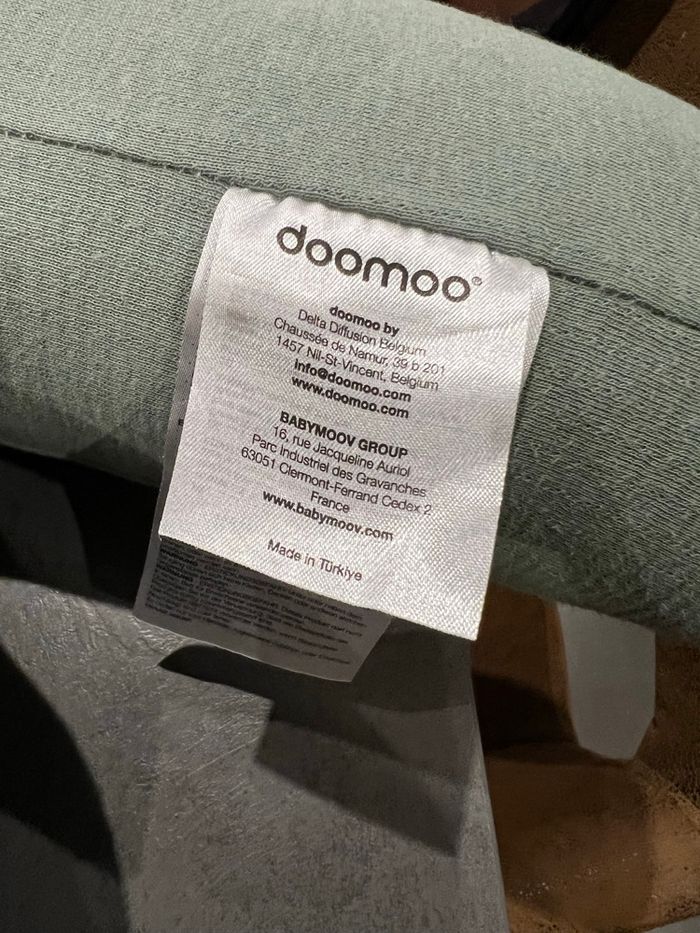 doomoo®
doomoo by
Delta Diffusion Belgium
Chaussée de Namur, 39 b 201
1457 Nil-St-Vincent, Belgium
info@doomoo.com
www.doomoo.com
BABYMOOV GROUP
16, rue Jacqueline Auriol
Parc Industriel des Gravanches
63051 Clermont-Ferrand Cedex 2
France
www.babymoov.com
Made in Türkiye